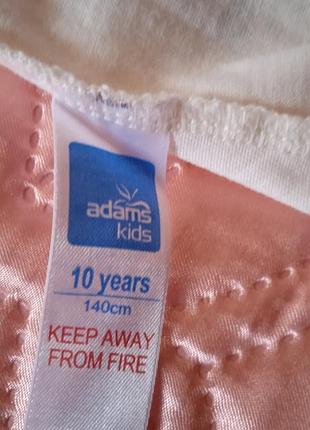 adams
kids
10 years
140cm
KEEP AWAY
FROM FIRE